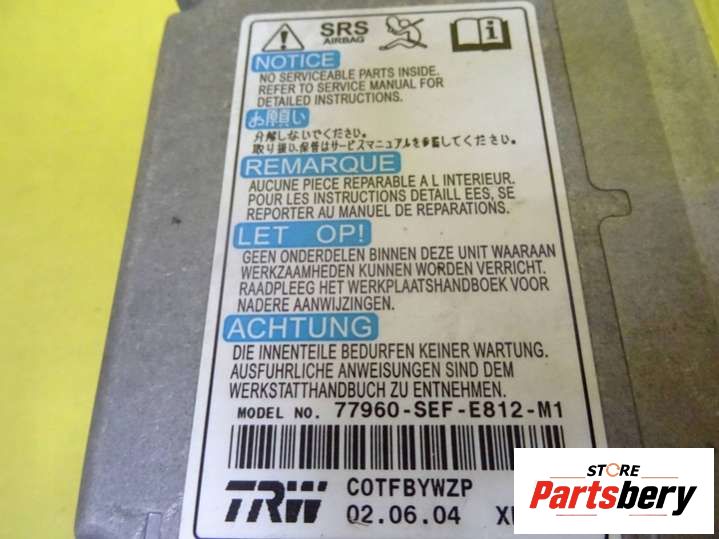 SRS
AIRBAG
NOTICE
NO SERVICEABLE PARTS INSIDE.
REFER TO SERVICE MANUAL FOR
DETAILED INSTRUCTIONS.
お願い
分解しないでください。
取り扱い、保管はサービスマニュアルを参照してください。
REMARQUE
AUCUNE PIECE REPARABLE A L INTERIEUR.
POUR LES INSTRUCTIONS DETAILL EES, SE
REPORTER AU MANUEL DE REPARATIONS.
LET OP!
GEEN ONDERDELEN BINNEN DEZE UNIT WAARAAN
WERKZAAMHEDEN KUNNEN WORDEN VERRICHT.
RAADPLEEG HET WERKPLAATSHANDBOEK VOOR
NADERE AANWIJZINGEN.
ACHTUNG
DIE INNENTEILE BEDURFEN KEINER WARTUNG.
AUSFUHRLICHE ANWEISUNGEN SIND DEM
WERKSTATTHANDBUCH ZU ENTNEHMEN.
MODEL NO. 77960-SEF-E812-M1
TRW COTFBYWZP
02.06.04
STORE
Partsbery